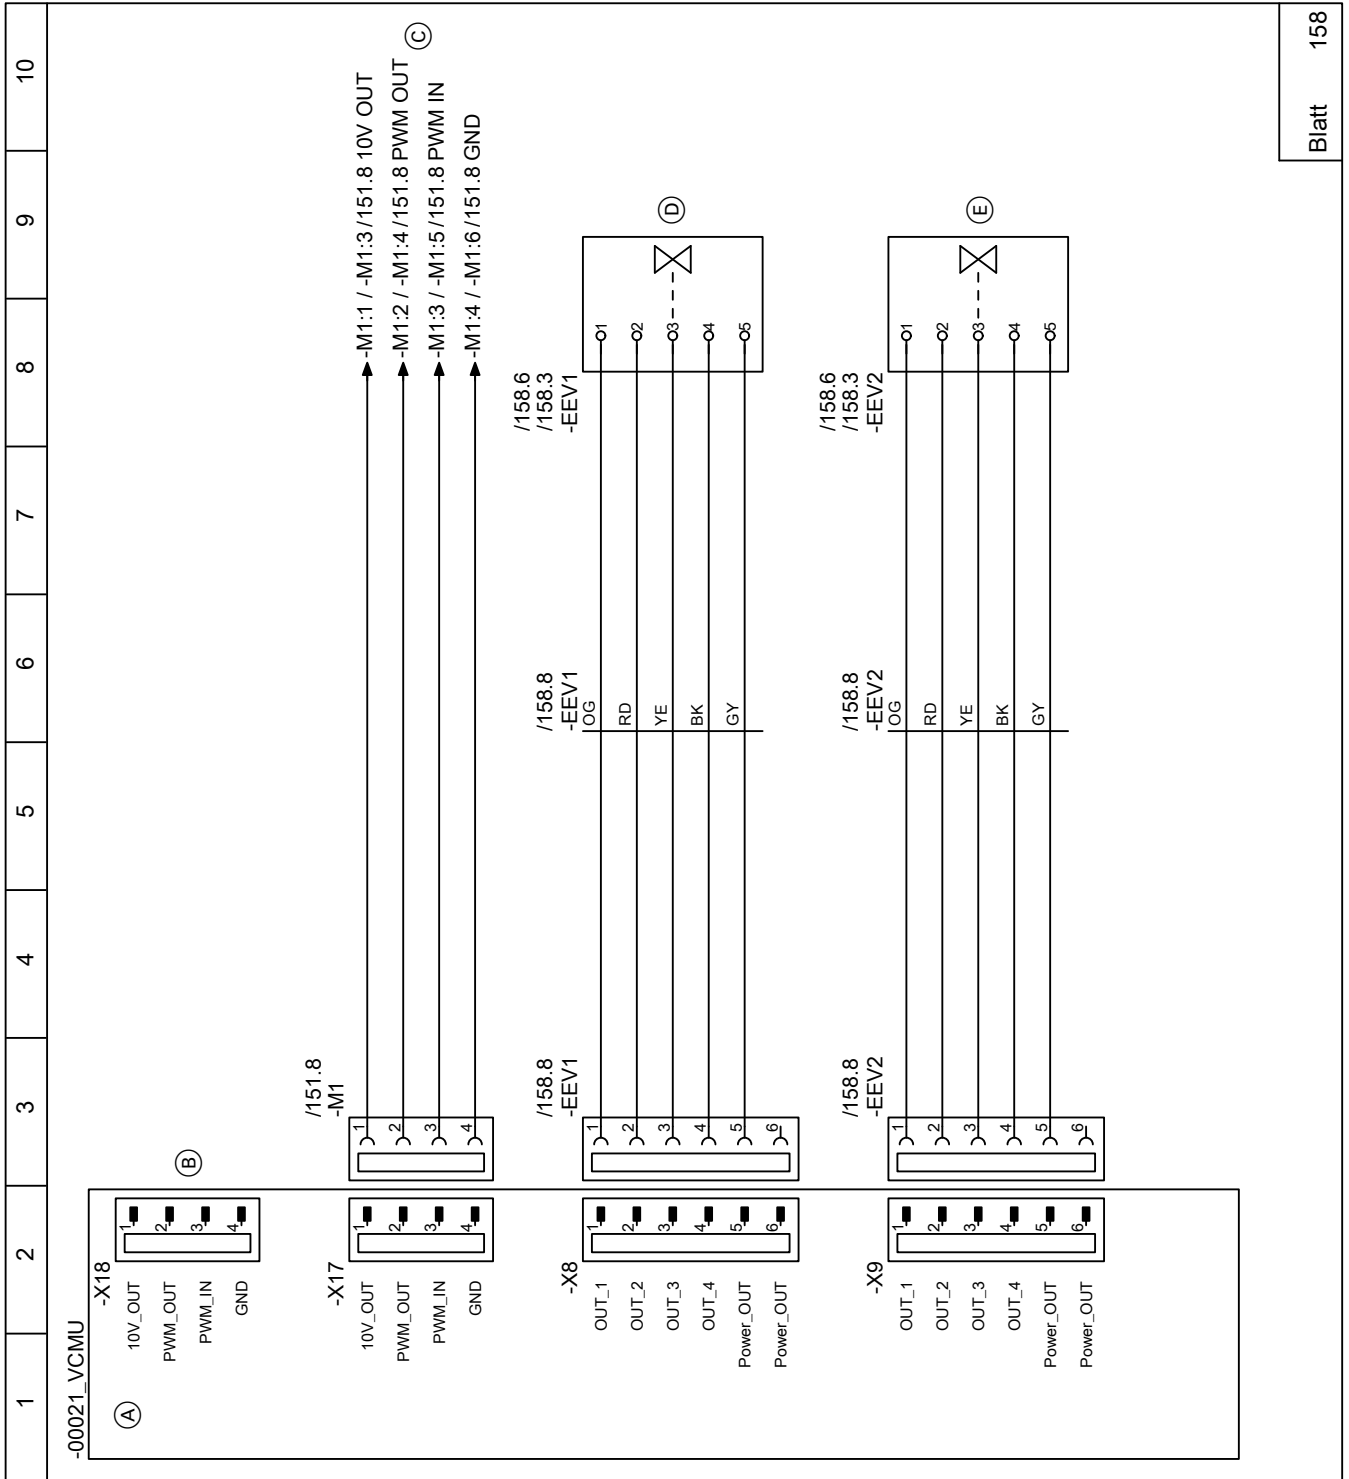 1 2 3 4 5 6 7 8 9 10
-00021_VCMU
A
-X18
10V_OUT 1
PWM_OUT 2
PWM_IN 3
GND 4
B
-X17
10V_OUT 1
PWM_OUT 2
PWM_IN 3
GND 4
/151.8
-M1
1 -M1:1 / -M1:3 /151.8 10V OUT
2 -M1:2 / -M1:4 /151.8 PWM OUT
3 -M1:3 / -M1:5 /151.8 PWM IN
4 -M1:4 / -M1:6 /151.8 GND
C
-X8
OUT_1 1
OUT_2 2
OUT_3 3
OUT_4 4
Power_OUT 5
Power_OUT 6
/158.8
-EEV1
1
2
3
4
5
6
/158.8
-EEV1
OG
RD
YE
BK
GY
/158.6
/158.3
-EEV1
1
2
3
4
5
D
-X9
OUT_1 1
OUT_2 2
OUT_3 3
OUT_4 4
Power_OUT 5
Power_OUT 6
/158.8
-EEV2
1
2
3
4
5
6
/158.8
-EEV2
OG
RD
YE
BK
GY
/158.6
/158.3
-EEV2
1
2
3
4
5
E
Blatt 158